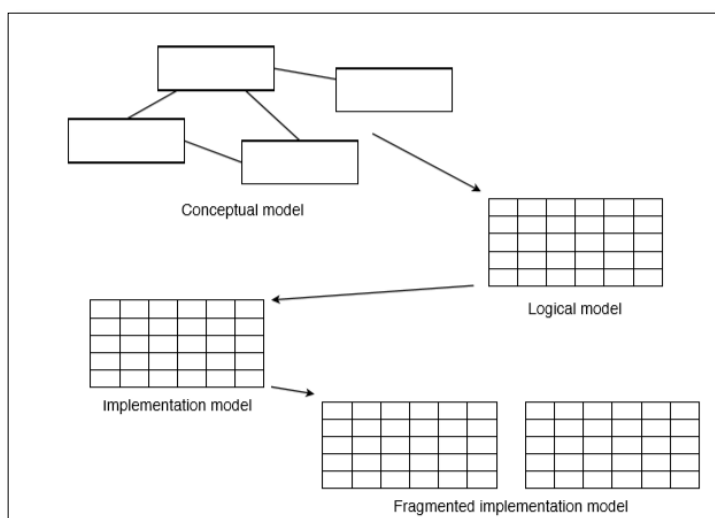 Conceptual model
Logical model
Implementation model
Fragmented implementation model